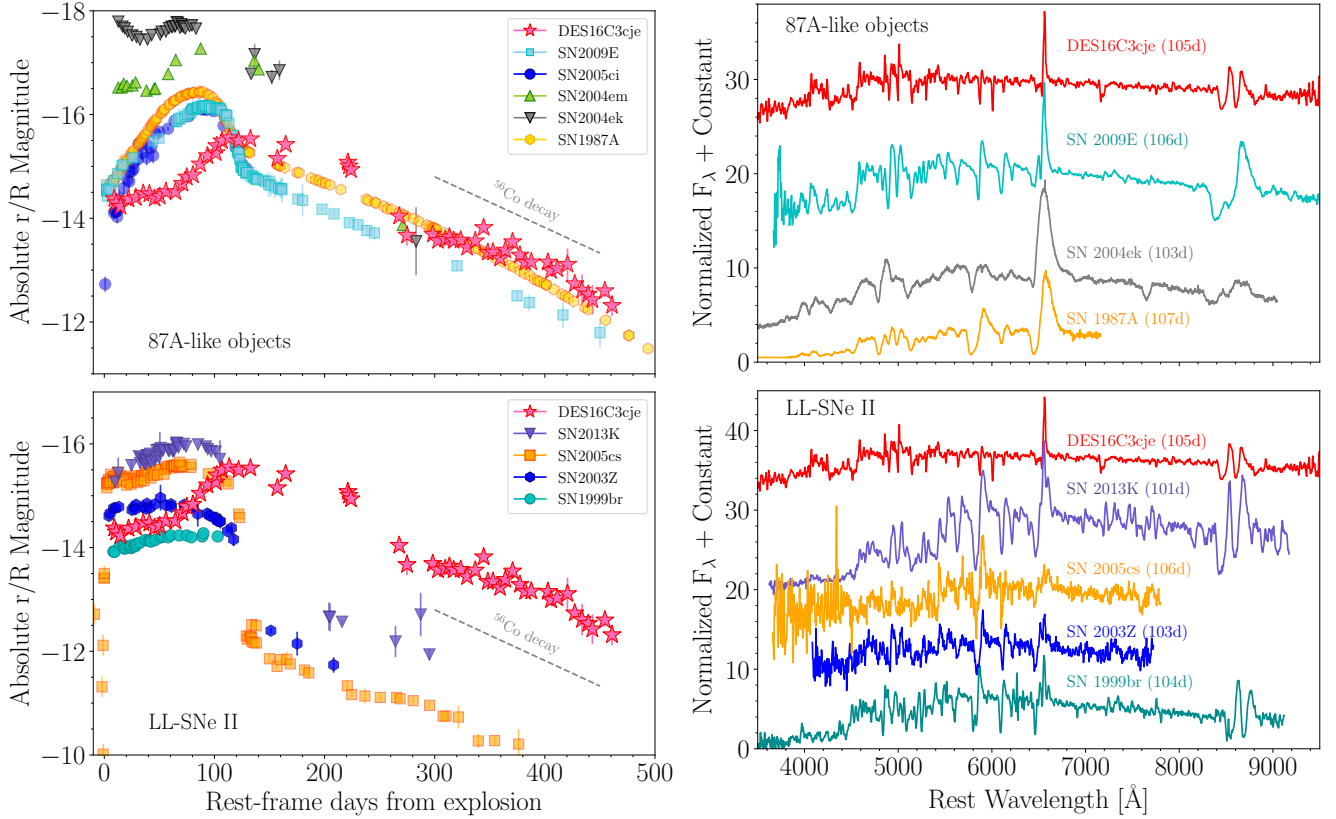 87A-like objects
DES16C3cje
SN2009E
SN2005ci
SN2004em
SN2004ek
SN1987A
⁵⁶Co decay
Absolute r/R Magnitude
−18
−16
−14
−12
87A-like objects
DES16C3cje (105d)
SN 2009E (106d)
SN 2004ek (103d)
SN 1987A (107d)
Normalized F_λ + Constant
30
20
10
0
LL-SNe II
DES16C3cje
SN2013K
SN2005cs
SN2003Z
SN1999br
⁵⁶Co decay
Absolute r/R Magnitude
−16
−14
−12
−10
0 100 200 300 400 500
Rest-frame days from explosion
LL-SNe II
DES16C3cje (105d)
SN 2013K (101d)
SN 2005cs (106d)
SN 2003Z (103d)
SN 1999br (104d)
Normalized F_λ + Constant
40
30
20
10
0
4000 5000 6000 7000 8000 9000
Rest Wavelength [Å]